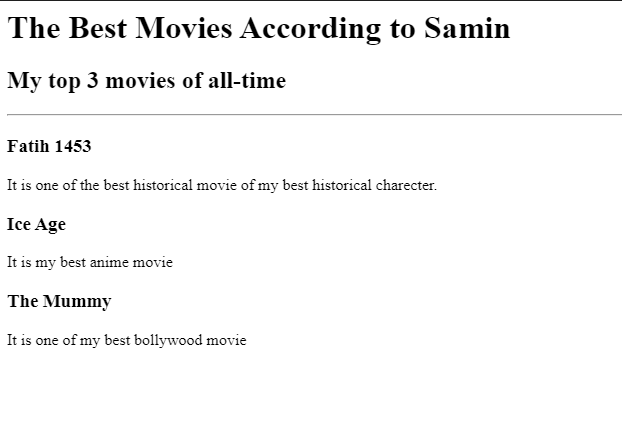 The Best Movies According to Samin
My top 3 movies of all-time
Fatih 1453
It is one of the best historical movie of my best historical charecter.
Ice Age
It is my best anime movie
The Mummy
It is one of my best bollywood movie